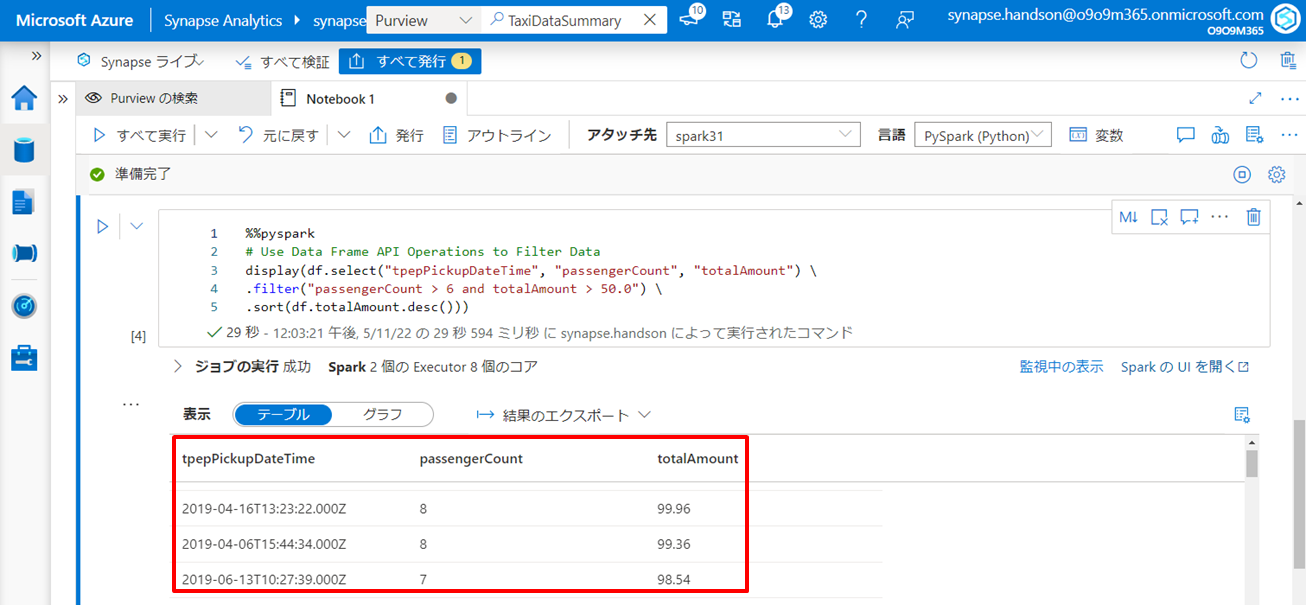 Microsoft Azure Synapse Analytics synapse Purview TaxiDataSummary 10 13 synapse.handson@o9o9m365.onmicrosoft.com
O9O9M365
Synapse ライブ すべて検証 すべて発行 1
Purview の検索 Notebook 1
すべて実行 元に戻す 発行 アウトライン アタッチ先 spark31 言語 PySpark (Python) 変数
準備完了
M↓
1 %%pyspark
2 # Use Data Frame API Operations to Filter Data
3 display(df.select("tpepPickupDateTime", "passengerCount", "totalAmount") \
4 .filter("passengerCount > 6 and totalAmount > 50.0") \
5 .sort(df.totalAmount.desc()))
[4] 29 秒 - 12:03:21 午後, 5/11/22 の 29 秒 594 ミリ秒 に synapse.handson によって実行されたコマンド
ジョブの実行 成功 Spark 2 個の Executor 8 個のコア 監視中の表示 Spark の UI を開く
表示 テーブル グラフ 結果のエクスポート
tpepPickupDateTime passengerCount totalAmount
2019-04-16T13:23:22.000Z 8 99.96
2019-04-06T15:44:34.000Z 8 99.36
2019-06-13T10:27:39.000Z 7 98.54